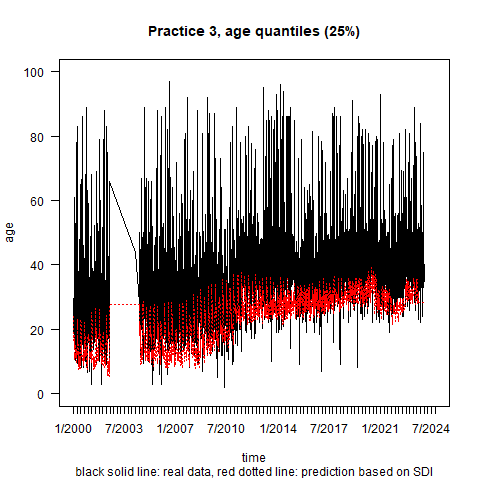 Practice 3, age quantiles (25%)
100
80
60
40
20
0
age
1/2000 7/2003 1/2007 7/2010 1/2014 7/2017 1/2021 7/2024
time
black solid line: real data, red dotted line: prediction based on SDI